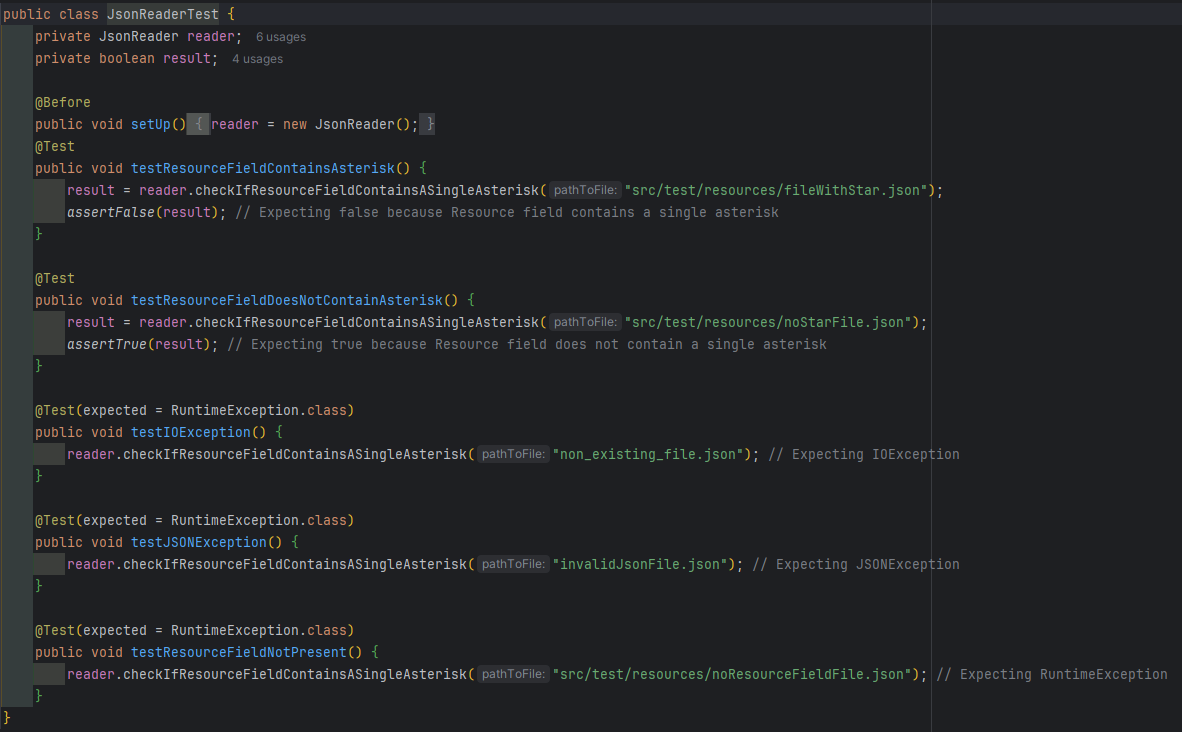 public class JsonReaderTest {
private JsonReader reader; 6 usages
private boolean result; 4 usages
@Before
public void setUp() { reader = new JsonReader(); }
@Test
public void testResourceFieldContainsAsterisk() {
result = reader.checkIfResourceFieldContainsASingleAsterisk( pathToFile: "src/test/resources/fileWithStar.json");
assertFalse(result); // Expecting false because Resource field contains a single asterisk
}
@Test
public void testResourceFieldDoesNotContainAsterisk() {
result = reader.checkIfResourceFieldContainsASingleAsterisk( pathToFile: "src/test/resources/noStarFile.json");
assertTrue(result); // Expecting true because Resource field does not contain a single asterisk
}
@Test(expected = RuntimeException.class)
public void testIOException() {
reader.checkIfResourceFieldContainsASingleAsterisk( pathToFile: "non_existing_file.json"); // Expecting IOException
}
@Test(expected = RuntimeException.class)
public void testJSONException() {
reader.checkIfResourceFieldContainsASingleAsterisk( pathToFile: "invalidJsonFile.json"); // Expecting JSONException
}
@Test(expected = RuntimeException.class)
public void testResourceFieldNotPresent() {
reader.checkIfResourceFieldContainsASingleAsterisk( pathToFile: "src/test/resources/noResourceFieldFile.json"); // Expecting RuntimeException
}
}